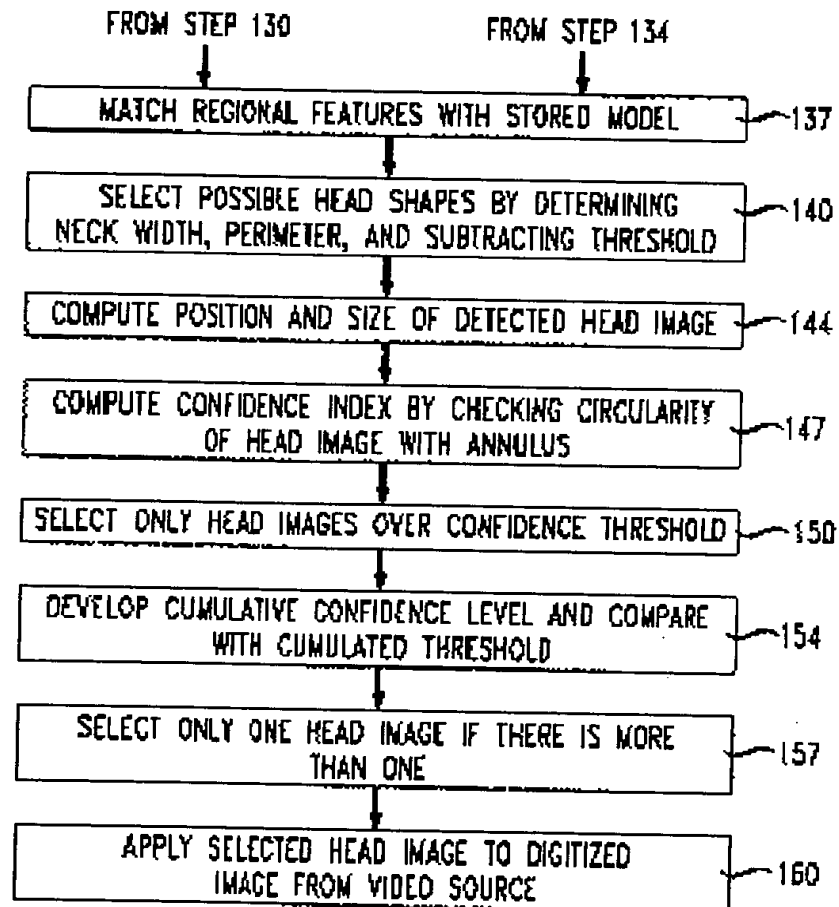 FROM STEP 130
FROM STEP 134
MATCH REGIONAL FEATURES WITH STORED MODEL
137
SELECT POSSIBLE HEAD SHAPES BY DETERMINING
NECK WIDTH, PERIMETER, AND SUBTRACTING THRESHOLD
140
COMPUTE POSITION AND SIZE OF DETECTED HEAD IMAGE
144
COMPUTE CONFIDENCE INDEX BY CHECKING CIRCULARITY
OF HEAD IMAGE WITH ANNULUS
147
SELECT ONLY HEAD IMAGES OVER CONFIDENCE THRESHOLD
150
DEVELOP CUMULATIVE CONFIDENCE LEVEL AND COMPARE
WITH CUMULATED THRESHOLD
154
SELECT ONLY ONE HEAD IMAGE IF THERE IS MORE
THAN ONE
157
APPLY SELECTED HEAD IMAGE TO DIGITIZED
IMAGE FROM VIDEO SOURCE
160